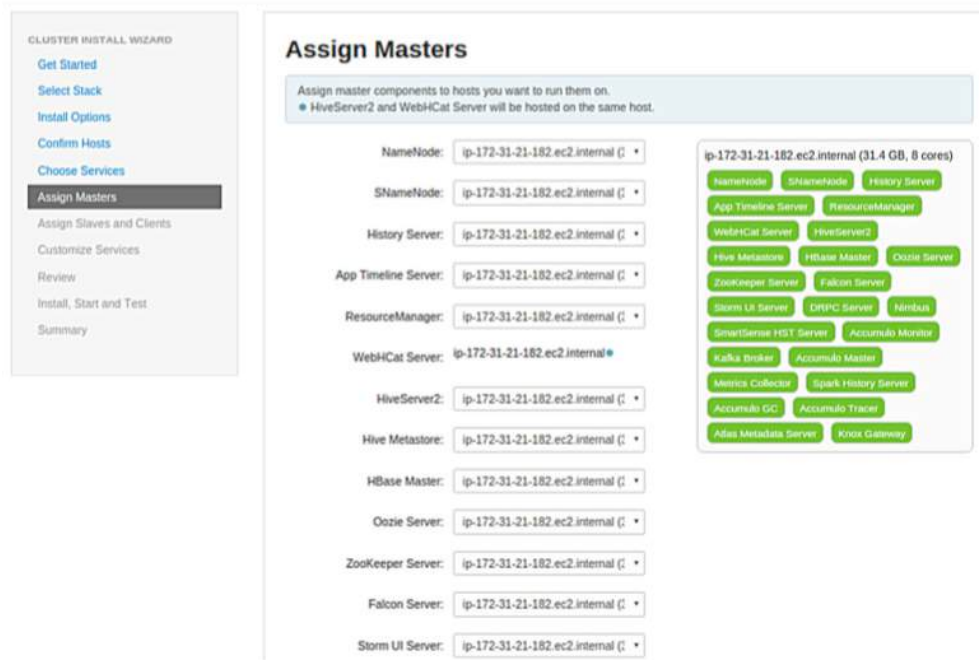 CLUSTER INSTALL WIZARD
Get Started
Select Stack
Install Options
Confirm Hosts
Choose Services
Assign Masters
Assign Slaves and Clients
Customize Services
Review
Install, Start and Test
Summary
Assign Masters
Assign master components to hosts you want to run them on.
HiveServer2 and WebHCat Server will be hosted on the same host.
NameNode: ip-172-31-21-182.ec2.internal (
SNameNode: ip-172-31-21-182.ec2.internal (
History Server: ip-172-31-21-182.ec2.internal (
App Timeline Server: ip-172-31-21-182.ec2.internal (
ResourceManager: ip-172-31-21-182.ec2.internal (
WebHCat Server: ip-172-31-21-182.ec2.internal
HiveServer2: ip-172-31-21-182.ec2.internal (
Hive Metastore: ip-172-31-21-182.ec2.internal (
HBase Master: ip-172-31-21-182.ec2.internal (
Oozie Server: ip-172-31-21-182.ec2.internal (
ZooKeeper Server: ip-172-31-21-182.ec2.internal (
Falcon Server: ip-172-31-21-182.ec2.internal (
Storm UI Server: ip-172-31-21-182.ec2.internal (
ip-172-31-21-182.ec2.internal (31.4 GB, 8 cores)
NameNode SNameNode History Server
App Timeline Server ResourceManager
WebHCat Server HiveServer2
Hive Metastore HBase Master Oozie Server
ZooKeeper Server Falcon Server
Storm UI Server DRPC Server Nimbus
SmartSense HST Server Accumulo Monitor
Kafka Broker Accumulo Master
Metrics Collector Spark History Server
Accumulo GC Accumulo Tracer
Atlas Metadata Server Knox Gateway